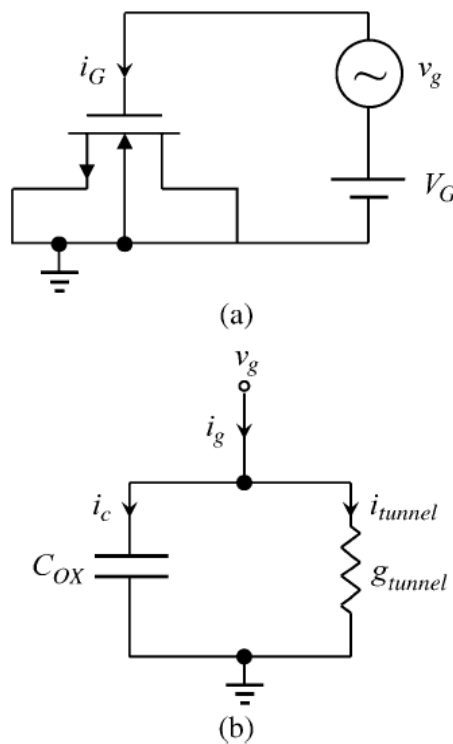 i_G
v_g
V_G
(a)
v_g
i_g
i_c
i_tunnel
C_OX
g_tunnel
(b)